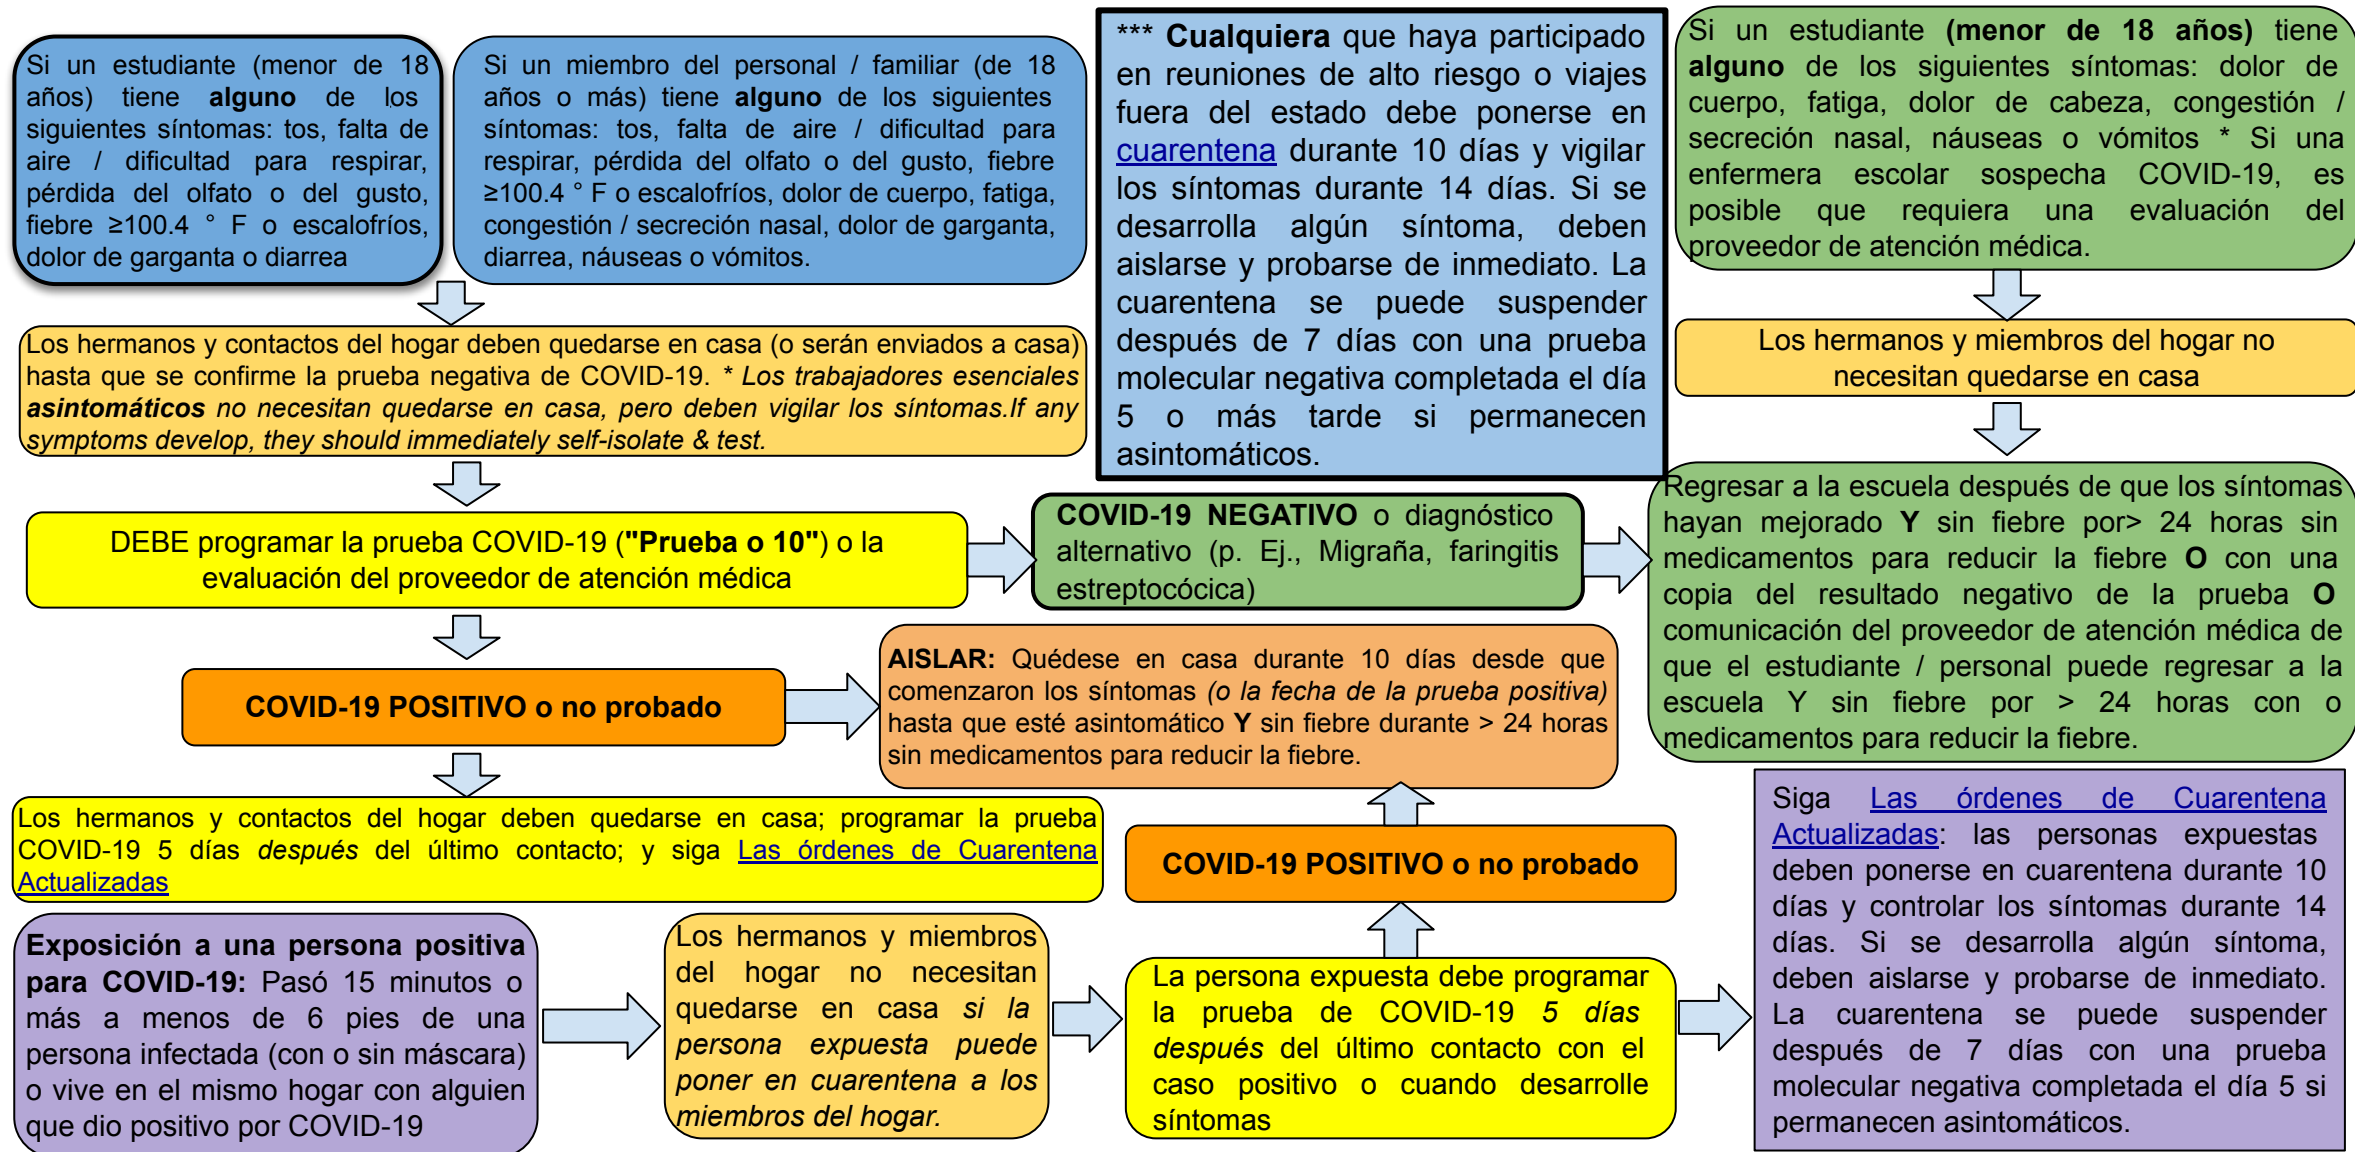 Si un estudiante (menor de 18
años) tiene alguno de los
siguientes síntomas: tos, falta de
aire / dificultad para respirar,
pérdida del olfato o del gusto,
fiebre ≥100.4 ° F o escalofríos,
dolor de garganta o diarrea
Si un miembro del personal / familiar (de 18
años o más) tiene alguno de los siguientes
síntomas: tos, falta de aire / dificultad para
respirar, pérdida del olfato o del gusto, fiebre
≥100.4 ° F o escalofríos, dolor de cuerpo, fatiga,
congestión / secreción nasal, dolor de garganta,
diarrea, náuseas o vómitos.
*** Cualquiera que haya participado
en reuniones de alto riesgo o viajes
fuera del estado debe ponerse en
cuarentena durante 10 días y vigilar
los síntomas durante 14 días. Si se
desarrolla algún síntoma, deben
aislarse y probarse de inmediato. La
cuarentena se puede suspender
después de 7 días con una prueba
molecular negativa completada el día
5 o más tarde si permanecen
asintomáticos.
Si un estudiante (menor de 18 años) tiene
alguno de los siguientes síntomas: dolor de
cuerpo, fatiga, dolor de cabeza, congestión /
secreción nasal, náuseas o vómitos * Si una
enfermera escolar sospecha COVID-19, es
posible que requiera una evaluación del
proveedor de atención médica.
Los hermanos y contactos del hogar deben quedarse en casa (o serán enviados a casa)
hasta que se confirme la prueba negativa de COVID-19. * Los trabajadores esenciales
asintomáticos no necesitan quedarse en casa, pero deben vigilar los síntomas.If any
symptoms develop, they should immediately self-isolate & test.
Los hermanos y miembros del hogar no
necesitan quedarse en casa
DEBE programar la prueba COVID-19 ("Prueba o 10") o la
evaluación del proveedor de atención médica
COVID-19 NEGATIVO o diagnóstico
alternativo (p. Ej., Migraña, faringitis
estreptocócica)
Regresar a la escuela después de que los síntomas
hayan mejorado Y sin fiebre por> 24 horas sin
medicamentos para reducir la fiebre O con una
copia del resultado negativo de la prueba O
comunicación del proveedor de atención médica de
que el estudiante / personal puede regresar a la
escuela Y sin fiebre por > 24 horas con o
medicamentos para reducir la fiebre.
COVID-19 POSITIVO o no probado
AISLAR: Quédese en casa durante 10 días desde que
comenzaron los síntomas (o la fecha de la prueba positiva)
hasta que esté asintomático Y sin fiebre durante > 24 horas
sin medicamentos para reducir la fiebre.
Los hermanos y contactos del hogar deben quedarse en casa; programar la prueba
COVID-19 5 días después del último contacto; y siga Las órdenes de Cuarentena
Actualizadas
COVID-19 POSITIVO o no probado
Exposición a una persona positiva
para COVID-19: Pasó 15 minutos o
más a menos de 6 pies de una
persona infectada (con o sin máscara)
o vive en el mismo hogar con alguien
que dio positivo por COVID-19
Los hermanos y miembros
del hogar no necesitan
quedarse en casa si la
persona expuesta puede
poner en cuarentena a los
miembros del hogar.
La persona expuesta debe programar
la prueba de COVID-19 5 días
después del último contacto con el
caso positivo o cuando desarrolle
síntomas
Siga Las órdenes de Cuarentena
Actualizadas: las personas expuestas
deben ponerse en cuarentena durante 10
días y controlar los síntomas durante 14
días. Si se desarrolla algún síntoma,
deben aislarse y probarse de inmediato.
La cuarentena se puede suspender
después de 7 días con una prueba
molecular negativa completada el día 5 si
permanecen asintomáticos.